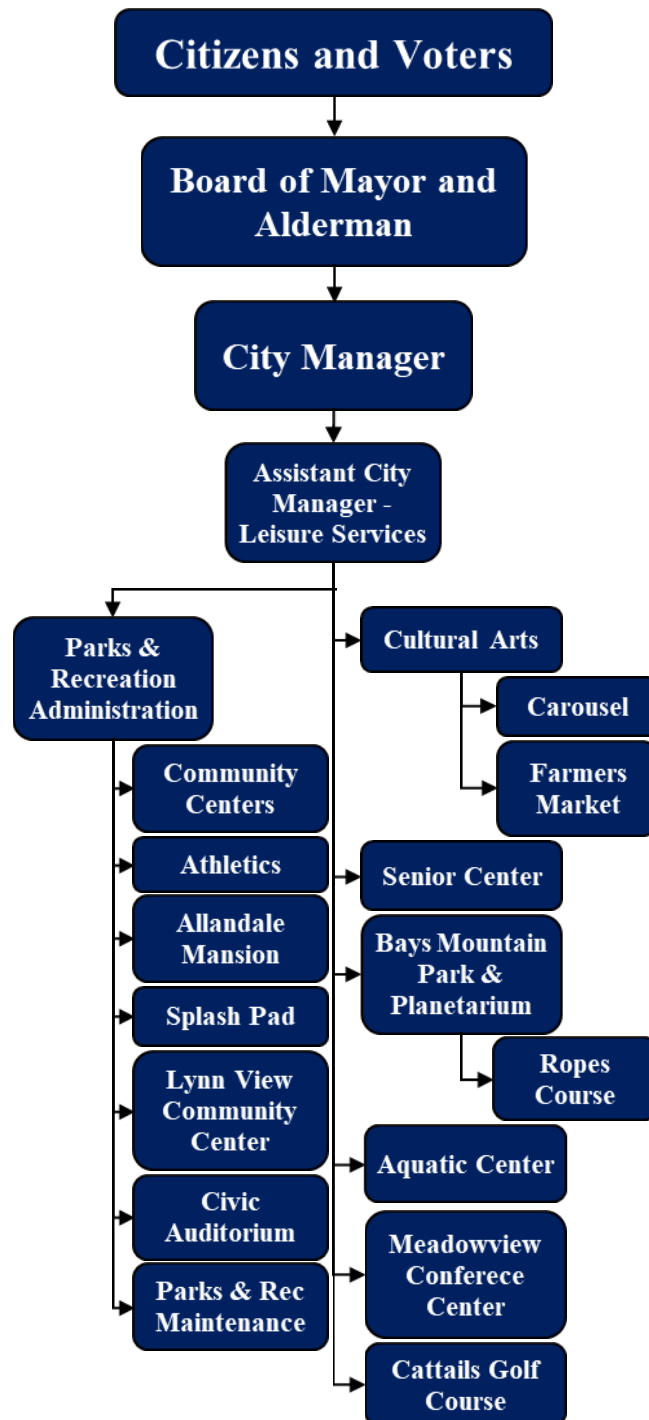 Citizens and Voters
Board of Mayor and
Alderman
City Manager
Assistant City
Manager -
Leisure Services
Parks &
Recreation
Administration
Community
Centers
Athletics
Allandale
Mansion
Splash Pad
Lynn View
Community
Center
Civic
Auditorium
Parks & Rec
Maintenance
Cultural Arts
Carousel
Farmers
Market
Senior Center
Bays Mountain
Park &
Planetarium
Ropes
Course
Aquatic Center
Meadowview
Conferece
Center
Cattails Golf
Course